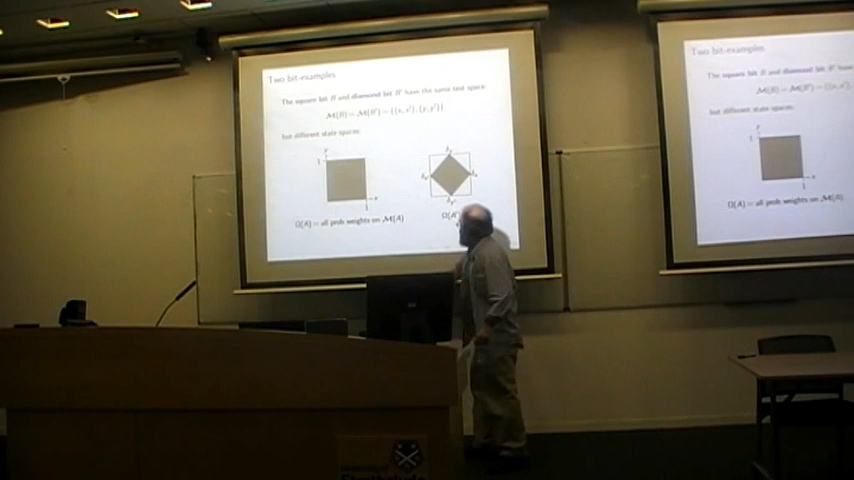 Two bit-examples
The square bit B and diamond bit B' have the same test space:
M(B) = M(B') = {{x, x'}, {y, y'}}
but different state spaces:
y
1
x
1
Ω(A) = all prob weights on M(A)
Ω(A'
Two bit-examples
The square bit B and diamond bit B' have
M(B) = M(B') = {{x, x'},
but different state spaces:
y
1
x
1
Ω(A) = all prob weights on M(A)